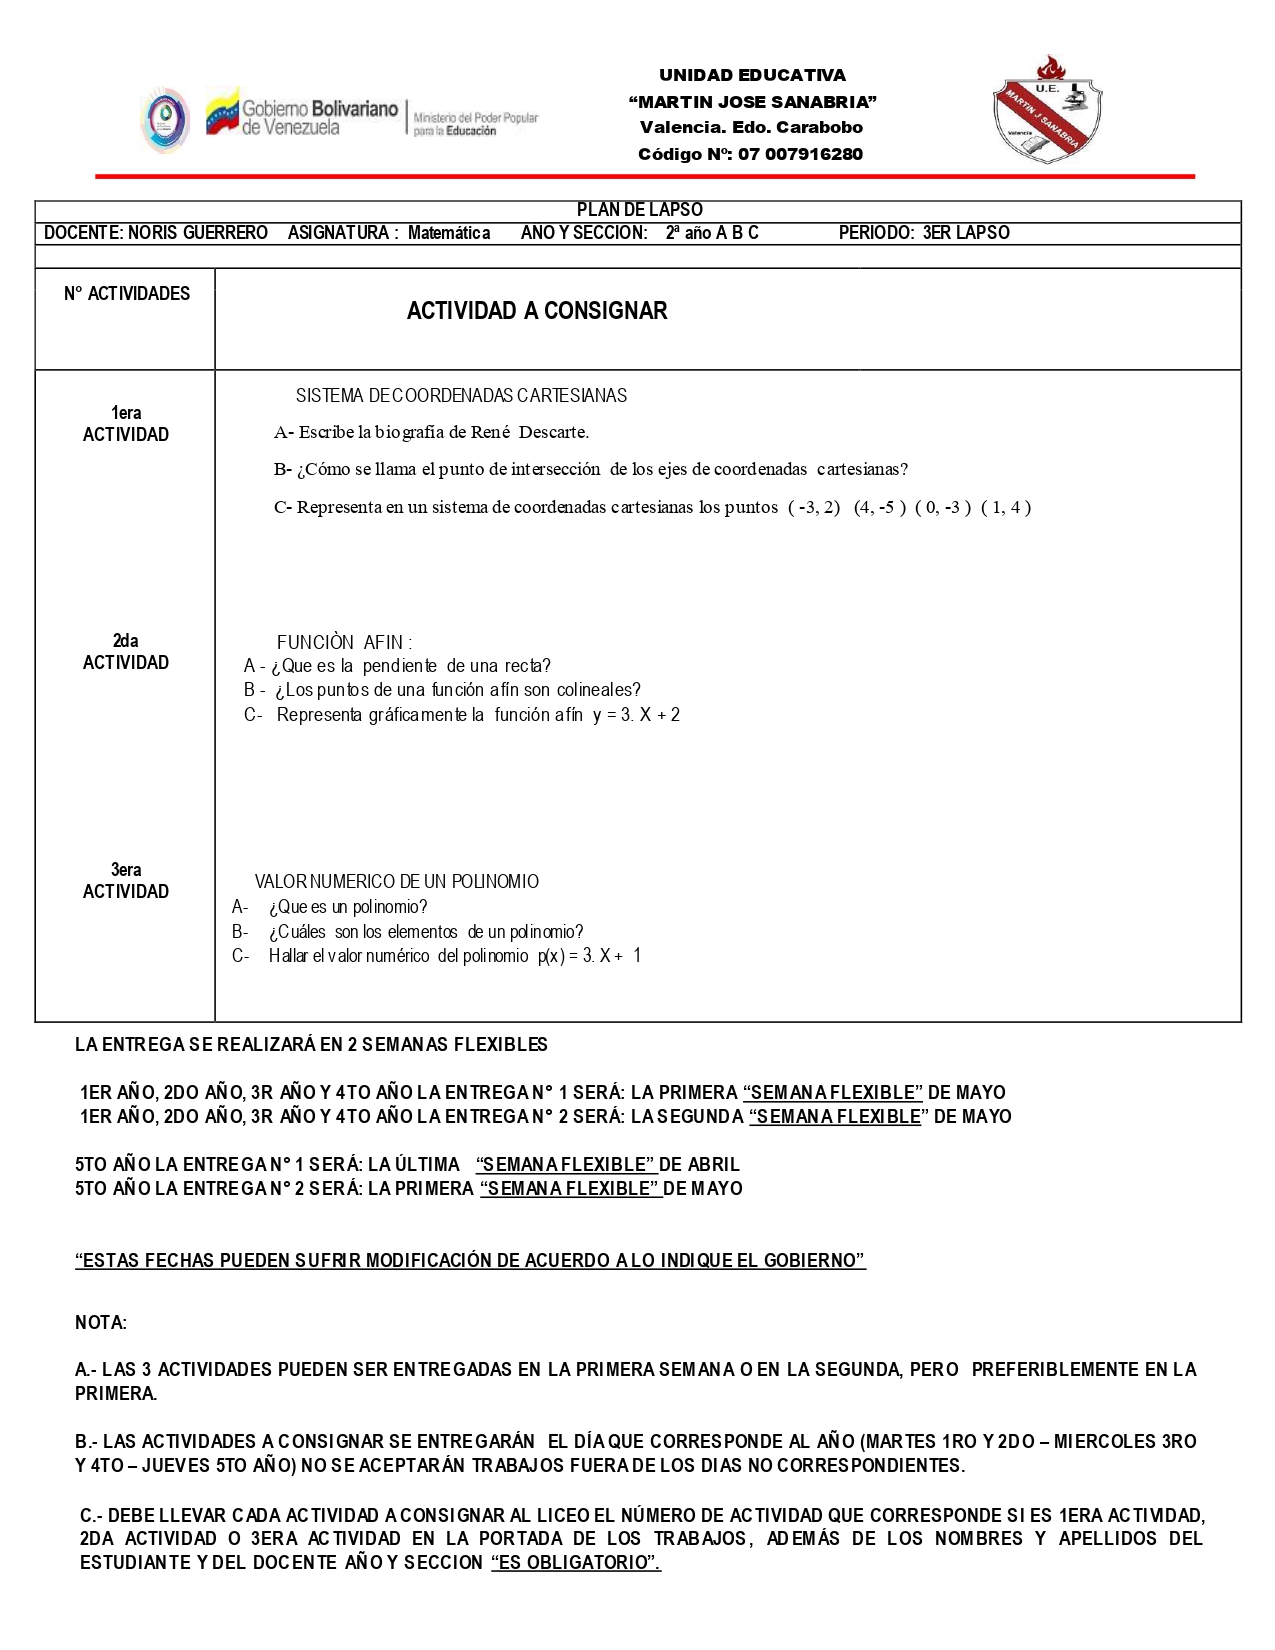 Gobierno Bolivariano
de Venezuela
Ministerio del Poder Popular
para la Educación
UNIDAD EDUCATIVA
“MARTIN JOSE SANABRIA”
Valencia. Edo. Carabobo
Código Nº: 07 007916280
U.E.
MARTIN J SANABRIA
Valencia
PLAN DE LAPSO
DOCENTE: NORIS GUERRERO ASIGNATURA : Matemática ANO Y SECCION: 2ª año A B C PERIODO: 3ER LAPSO
N° ACTIVIDADES
ACTIVIDAD A CONSIGNAR
1era
ACTIVIDAD
SISTEMA DE COORDENADAS CARTESIANAS
A- Escribe la biografía de René Descarte.
B- ¿Cómo se llama el punto de intersección de los ejes de coordenadas cartesianas?
C- Representa en un sistema de coordenadas cartesianas los puntos ( -3, 2) (4, -5 ) ( 0, -3 ) ( 1, 4 )
2da
ACTIVIDAD
FUNCIÒN AFIN :
A - ¿Que es la pendiente de una recta?
B - ¿Los puntos de una función afín son colineales?
C- Representa gráficamente la función afín y = 3. X + 2
3era
ACTIVIDAD
VALOR NUMERICO DE UN POLINOMIO
A- ¿Que es un polinomio?
B- ¿Cuáles son los elementos de un polinomio?
C- Hallar el valor numérico del polinomio p(x) = 3. X + 1
LA ENTREGA SE REALIZARÁ EN 2 SEMANAS FLEXIBLES
1ER AÑO, 2DO AÑO, 3R AÑO Y 4TO AÑO LA ENTREGA N° 1 SERÁ: LA PRIMERA “SEMANA FLEXIBLE” DE MAYO
1ER AÑO, 2DO AÑO, 3R AÑO Y 4TO AÑO LA ENTREGA N° 2 SERÁ: LA SEGUNDA “SEMANA FLEXIBLE” DE MAYO
5TO AÑO LA ENTREGA N° 1 SERÁ: LA ÚLTIMA “SEMANA FLEXIBLE” DE ABRIL
5TO AÑO LA ENTREGA N° 2 SERÁ: LA PRIMERA “SEMANA FLEXIBLE” DE MAYO
“ESTAS FECHAS PUEDEN SUFRIR MODIFICACIÓN DE ACUERDO A LO INDIQUE EL GOBIERNO”
NOTA:
A.- LAS 3 ACTIVIDADES PUEDEN SER ENTREGADAS EN LA PRIMERA SEMANA O EN LA SEGUNDA, PERO PREFERIBLEMENTE EN LA
PRIMERA.
B.- LAS ACTIVIDADES A CONSIGNAR SE ENTREGARÁN EL DÍA QUE CORRESPONDE AL AÑO (MARTES 1RO Y 2DO – MIERCOLES 3RO
Y 4TO – JUEVES 5TO AÑO) NO SE ACEPTARÁN TRABAJOS FUERA DE LOS DIAS NO CORRESPONDIENTES.
C.- DEBE LLEVAR CADA ACTIVIDAD A CONSIGNAR AL LICEO EL NÚMERO DE ACTIVIDAD QUE CORRESPONDE SI ES 1ERA ACTIVIDAD,
2DA ACTIVIDAD O 3ERA ACTIVIDAD EN LA PORTADA DE LOS TRABAJOS, ADEMÁS DE LOS NOMBRES Y APELLIDOS DEL
ESTUDIANTE Y DEL DOCENTE AÑO Y SECCION “ES OBLIGATORIO”.